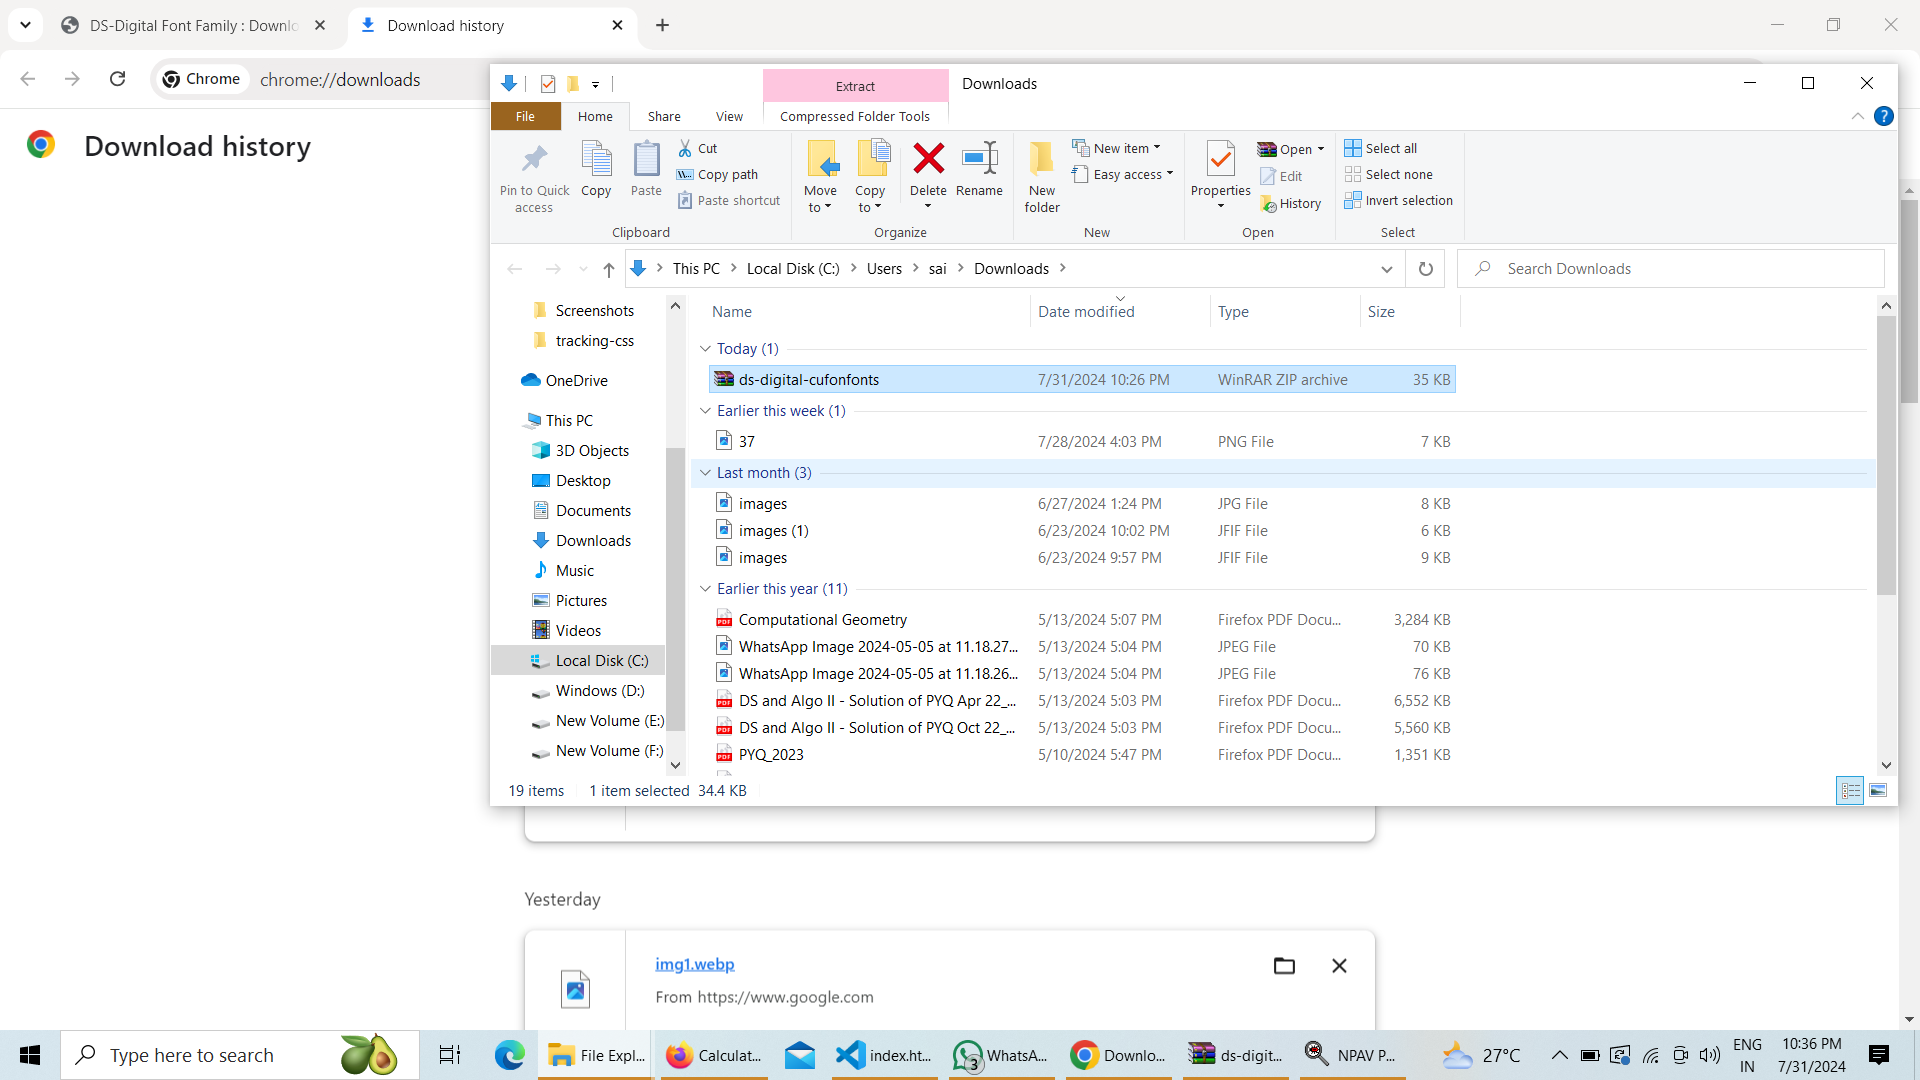 DS-Digital Font Family : Downlo
Download history
Chrome
chrome://downloads
Download history
Extract
Downloads
File
Home
Share
View
Compressed Folder Tools
Pin to Quick access
Copy
Paste
Cut
Copy path
Paste shortcut
Clipboard
Move to
Copy to
Delete
Rename
Organize
New folder
New item
Easy access
New
Properties
Open
Edit
History
Open
Select all
Select none
Invert selection
Select
This PC > Local Disk (C:) > Users > sai > Downloads >
Search Downloads
Screenshots
tracking-css
OneDrive
This PC
3D Objects
Desktop
Documents
Downloads
Music
Pictures
Videos
Local Disk (C:)
Windows (D:)
New Volume (E:)
New Volume (F:)
Name Date modified Type Size
Today (1)
ds-digital-cufonfonts 7/31/2024 10:26 PM WinRAR ZIP archive 35 KB
Earlier this week (1)
37 7/28/2024 4:03 PM PNG File 7 KB
Last month (3)
images 6/27/2024 1:24 PM JPG File 8 KB
images (1) 6/23/2024 10:02 PM JFIF File 6 KB
images 6/23/2024 9:57 PM JFIF File 9 KB
Earlier this year (11)
Computational Geometry 5/13/2024 5:07 PM Firefox PDF Docu... 3,284 KB
WhatsApp Image 2024-05-05 at 11.18.27... 5/13/2024 5:04 PM JPEG File 70 KB
WhatsApp Image 2024-05-05 at 11.18.26... 5/13/2024 5:04 PM JPEG File 76 KB
DS and Algo II - Solution of PYQ Apr 22_... 5/13/2024 5:03 PM Firefox PDF Docu... 6,552 KB
DS and Algo II - Solution of PYQ Oct 22_... 5/13/2024 5:03 PM Firefox PDF Docu... 5,560 KB
PYQ_2023 5/10/2024 5:47 PM Firefox PDF Docu... 1,351 KB
19 items 1 item selected 34.4 KB
Yesterday
img1.webp
From https://www.google.com
Type here to search
File Expl...
Calculat...
index.ht...
3
WhatsA...
Downlo...
ds-digit...
NPAV P...
27°C
ENG
IN
10:36 PM
7/31/2024